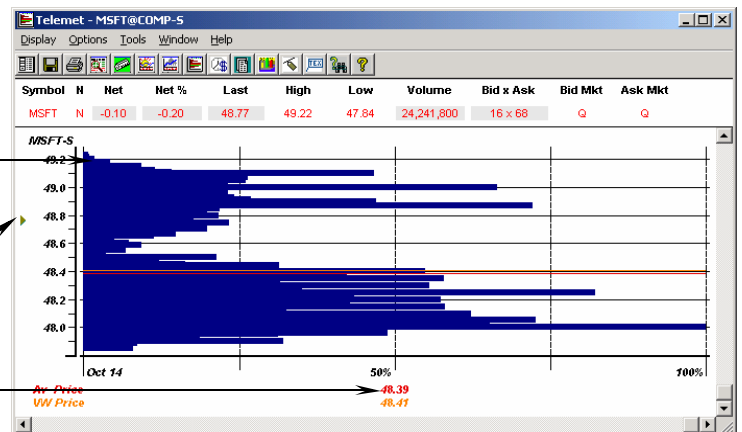 Telemet - MSFT@COMP-S
Display Options Tools Window Help
Symbol N Net Net % Last High Low Volume Bid x Ask Bid Mkt Ask Mkt
MSFT N -0.10 -0.20 48.77 49.22 47.84 24,241,800 16 x 68 Q Q
MSFT-S
49.2
49.0
48.8
48.6
48.4
48.2
48.0
Oct 14 50% 100%
Av Price 48.39
VW Price 48.41